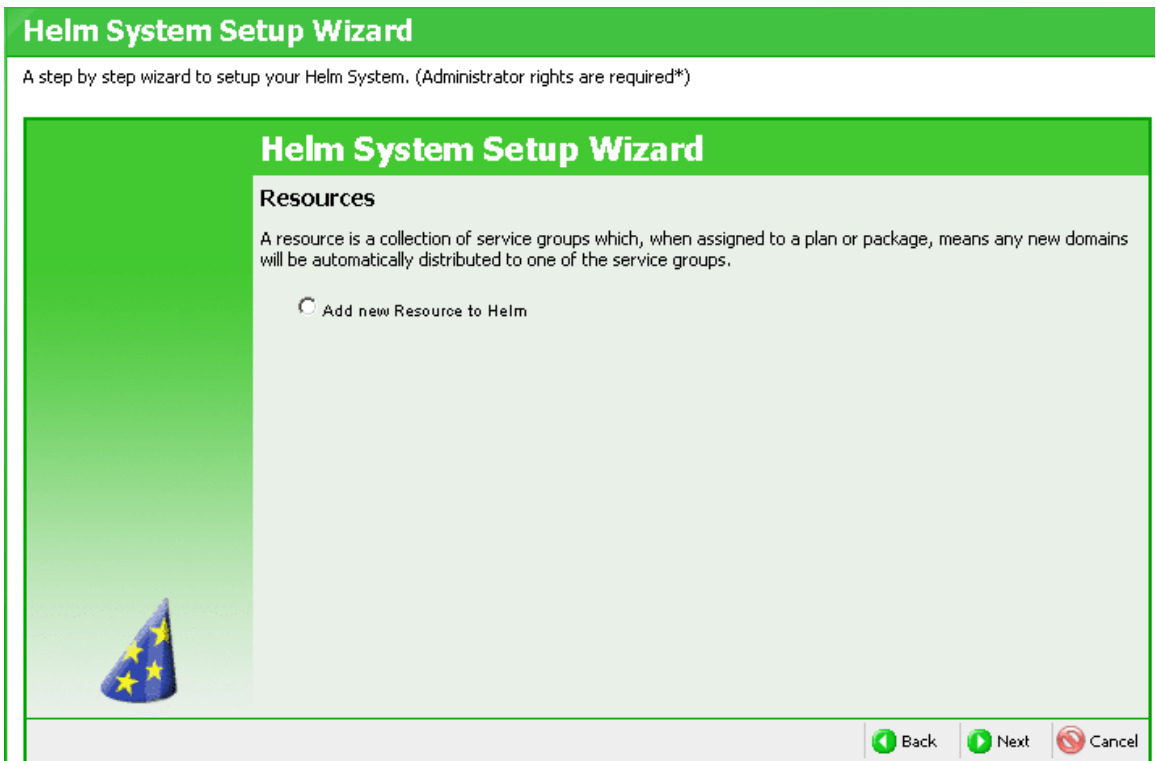 Helm System Setup Wizard
A step by step wizard to setup your Helm System. (Administrator rights are required*)
Helm System Setup Wizard
Resources
A resource is a collection of service groups which, when assigned to a plan or package, means any new domains
will be automatically distributed to one of the service groups.
Add new Resource to Helm
Back Next Cancel